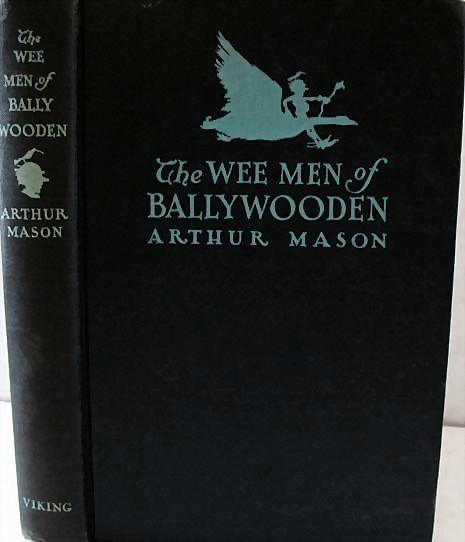 The
WEE
MEN of
BALLY
WOODEN
ARTHUR
MASON
VIKING
The WEE MEN of
BALLYWOODEN
ARTHUR MASON